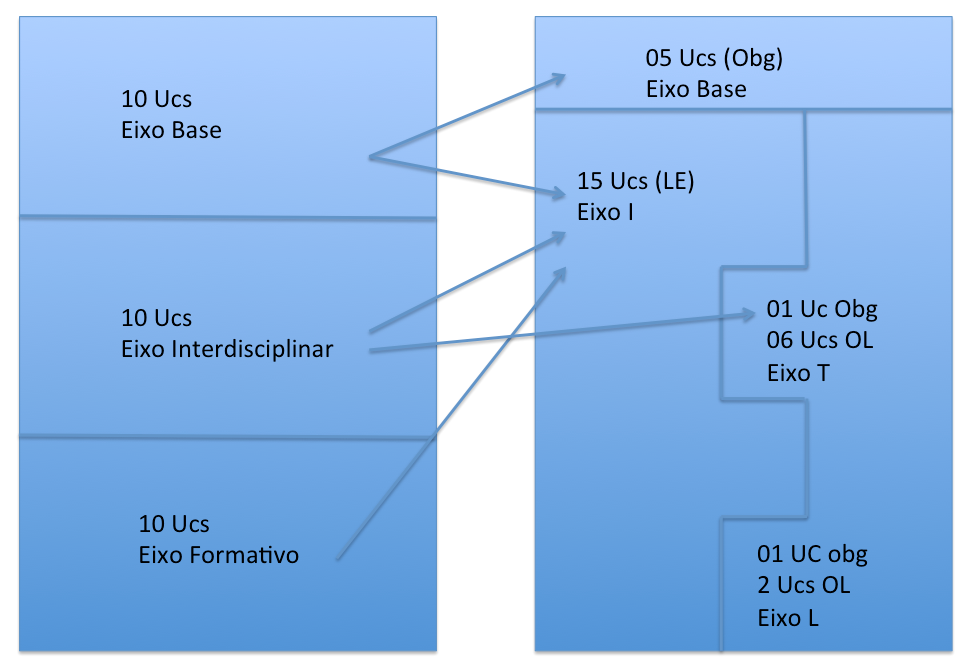 10 Ucs
Eixo Base
10 Ucs
Eixo Interdisciplinar
10 Ucs
Eixo Formativo
05 Ucs (Obg)
Eixo Base
15 Ucs (LE)
Eixo I
01 Uc Obg
06 Ucs OL
Eixo T
01 UC obg
2 Ucs OL
Eixo L